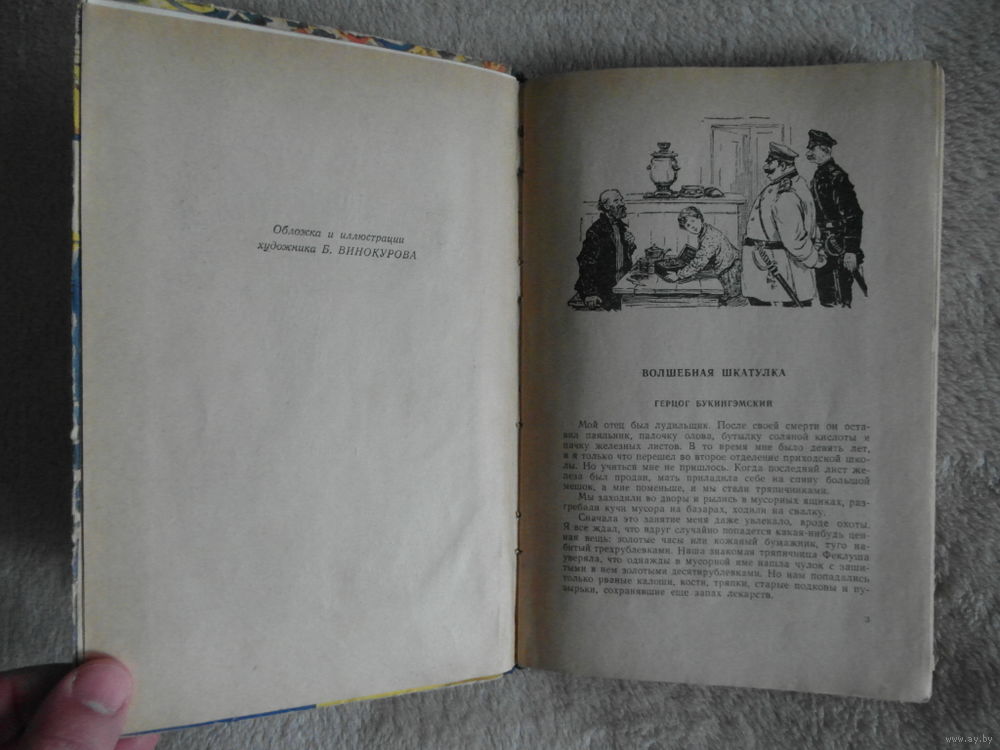 Обложка и иллюстрации
художника Б. ВИНОКУРОВА
ВОЛШЕБНАЯ ШКАТУЛКА
ГЕРЦОГ БУКИНГЭМСКИЙ
Мой отец был лудильщик. После своей смерти он оста-
вил паяльник, палочку олова, бутылку соляной кислоты и
пачку железных листов. В то время мне было девять лет,
и я только что перешел во второе отделение приходской шко-
лы. Но учиться мне не пришлось. Когда последний лист же-
леза был продан, мать приладила себе на спину большой
мешок, а мне поменьше, и мы стали тряпичниками.
Мы заходили во дворы и рылись в мусорных ящиках, раз-
гребали кучи мусора на базарах, ходили на свалку.
Сначала это занятие меня даже увлекало, вроде охоты.
Я все ждал, что вдруг случайно попадется какая-нибудь цен-
ная вещь: золотые часы или кожаный бумажник, туго на-
битый трехрублевками. Наша знакомая тряпичница Феклуша
уверяла, что однажды в мусорной яме нашла чулок с заши-
тыми в нем золотыми десятирублевками. Но нам попадались
только рваные калоши, кости, тряпки, старые подковы и пу-
зырьки, сохранявшие еще запах лекарств.
3
www.ay.by